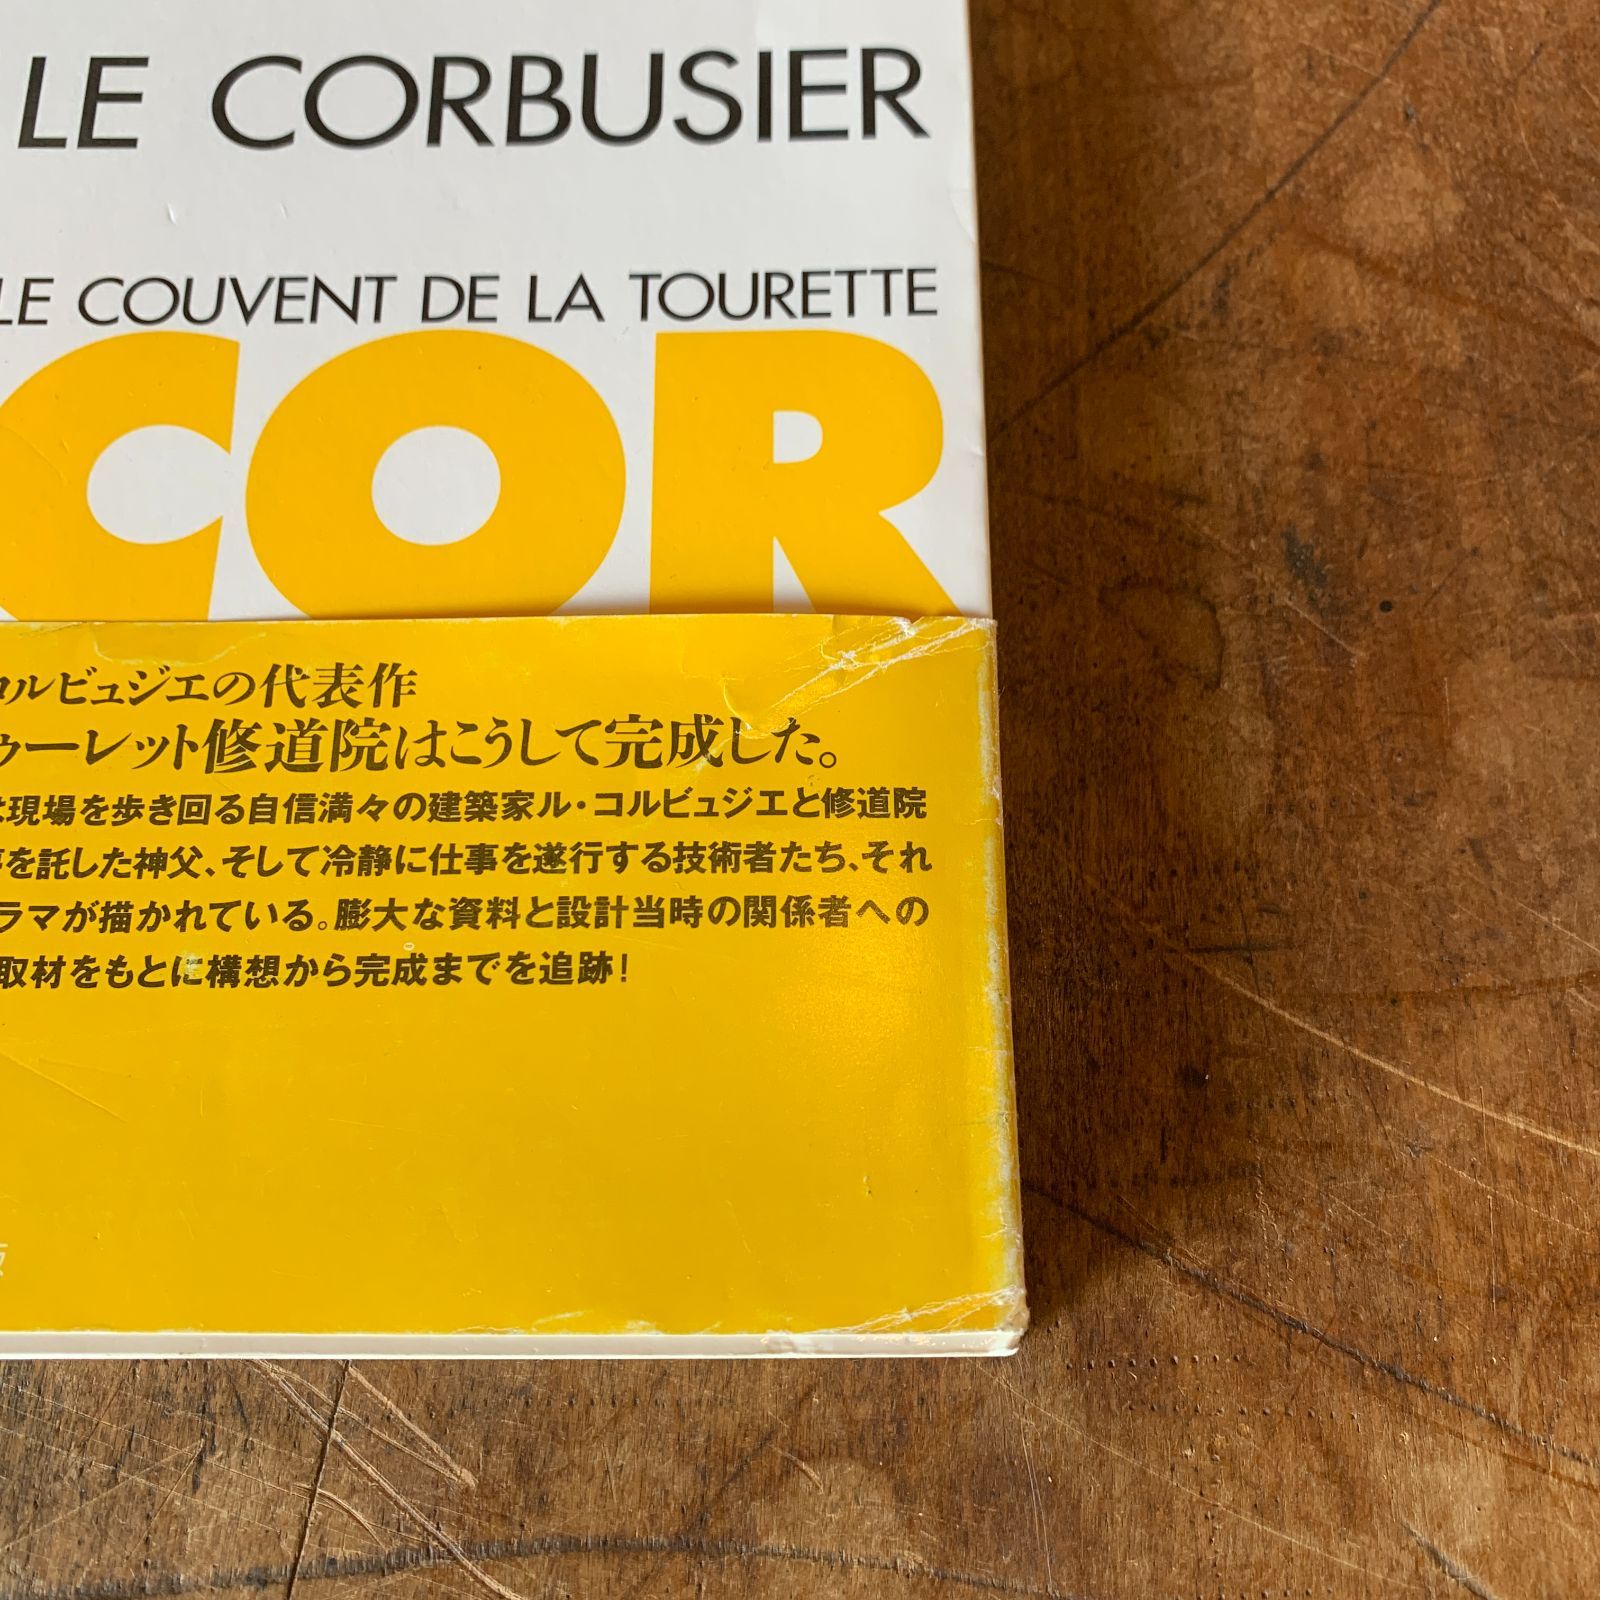 LE CORBUSIER
LE COUVENT DE LA TOURETTE
COR
コルビュジエの代表作
ゥーレット修道院はこうして完成した。
現場を歩き回る自信満々の建築家ル・コルビュジエと修道院
を託した神父、そして冷静に仕事を遂行する技術者たち、それ
ラマが描かれている。膨大な資料と設計当時の関係者への
取材をもとに構想から完成までを追跡!